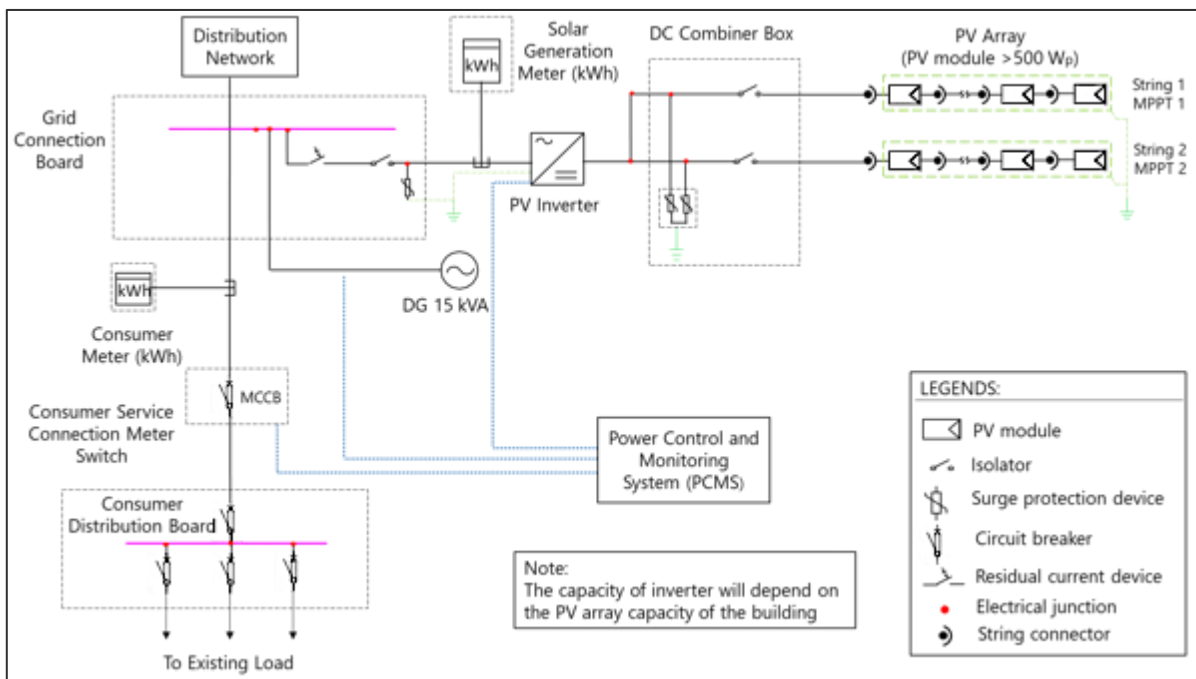 Distribution
Network
Solar
Generation
Meter (kWh)
kWh
DC Combiner Box
PV Array
(PV module >500 Wₚ)
String 1
MPPT 1
String 2
MPPT 2
Grid
Connection
Board
PV Inverter
kWh
DG 15 kVA
Consumer
Meter (kWh)
MCCB
Consumer Service
Connection Meter
Switch
Power Control and
Monitoring
System (PCMS)
Consumer
Distribution Board
To Existing Load
Note:
The capacity of inverter will depend on
the PV array capacity of the building
LEGENDS:
PV module
Isolator
Surge protection device
Circuit breaker
Residual current device
Electrical junction
String connector